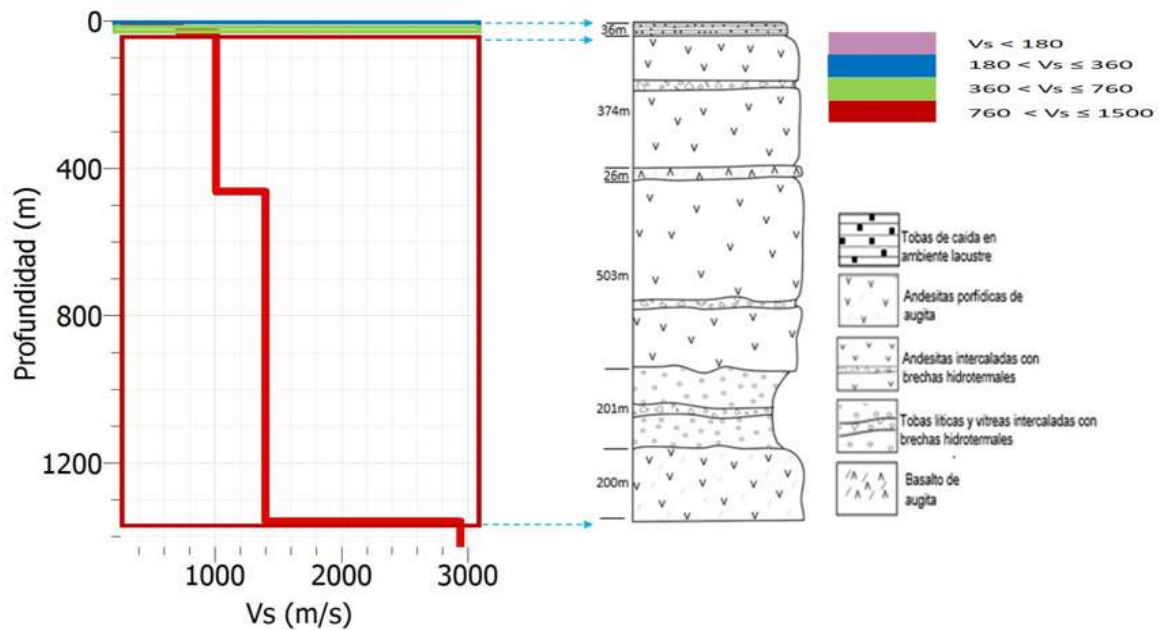 Profundidad (m)
0
400
800
1200
1000 2000 3000
Vs (m/s)
36m
374m
26m
503m
201m
200m
Vs < 180
180 < Vs ≤ 360
360 < Vs ≤ 760
760 < Vs ≤ 1500
Tobas de caída en
ambiente lacustre
Andesitas porfídicas de
augita
Andesitas intercaladas con
brechas hidrotermales
Tobas líticas y vitreas intercaladas con
brechas hidrotermales
Basalto de
augita